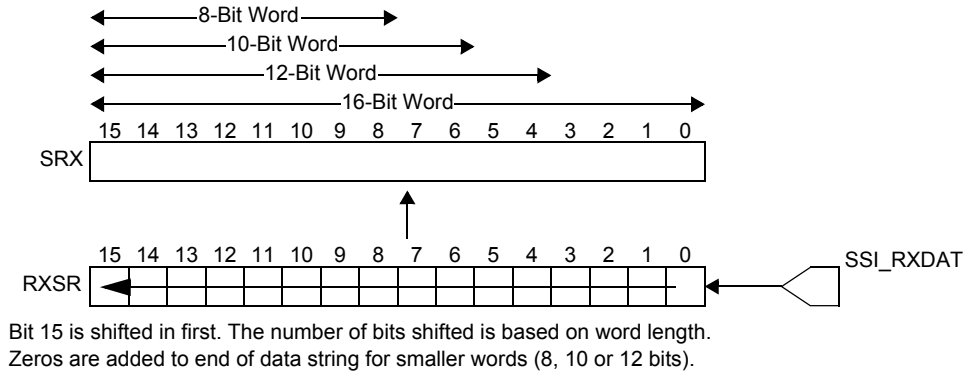 8-Bit Word
10-Bit Word
12-Bit Word
16-Bit Word
15 14 13 12 11 10 9 8 7 6 5 4 3 2 1 0
SRX
15 14 13 12 11 10 9 8 7 6 5 4 3 2 1 0
SSI_RXDAT
RXSR
Bit 15 is shifted in first. The number of bits shifted is based on word length.
Zeros are added to end of data string for smaller words (8, 10 or 12 bits).